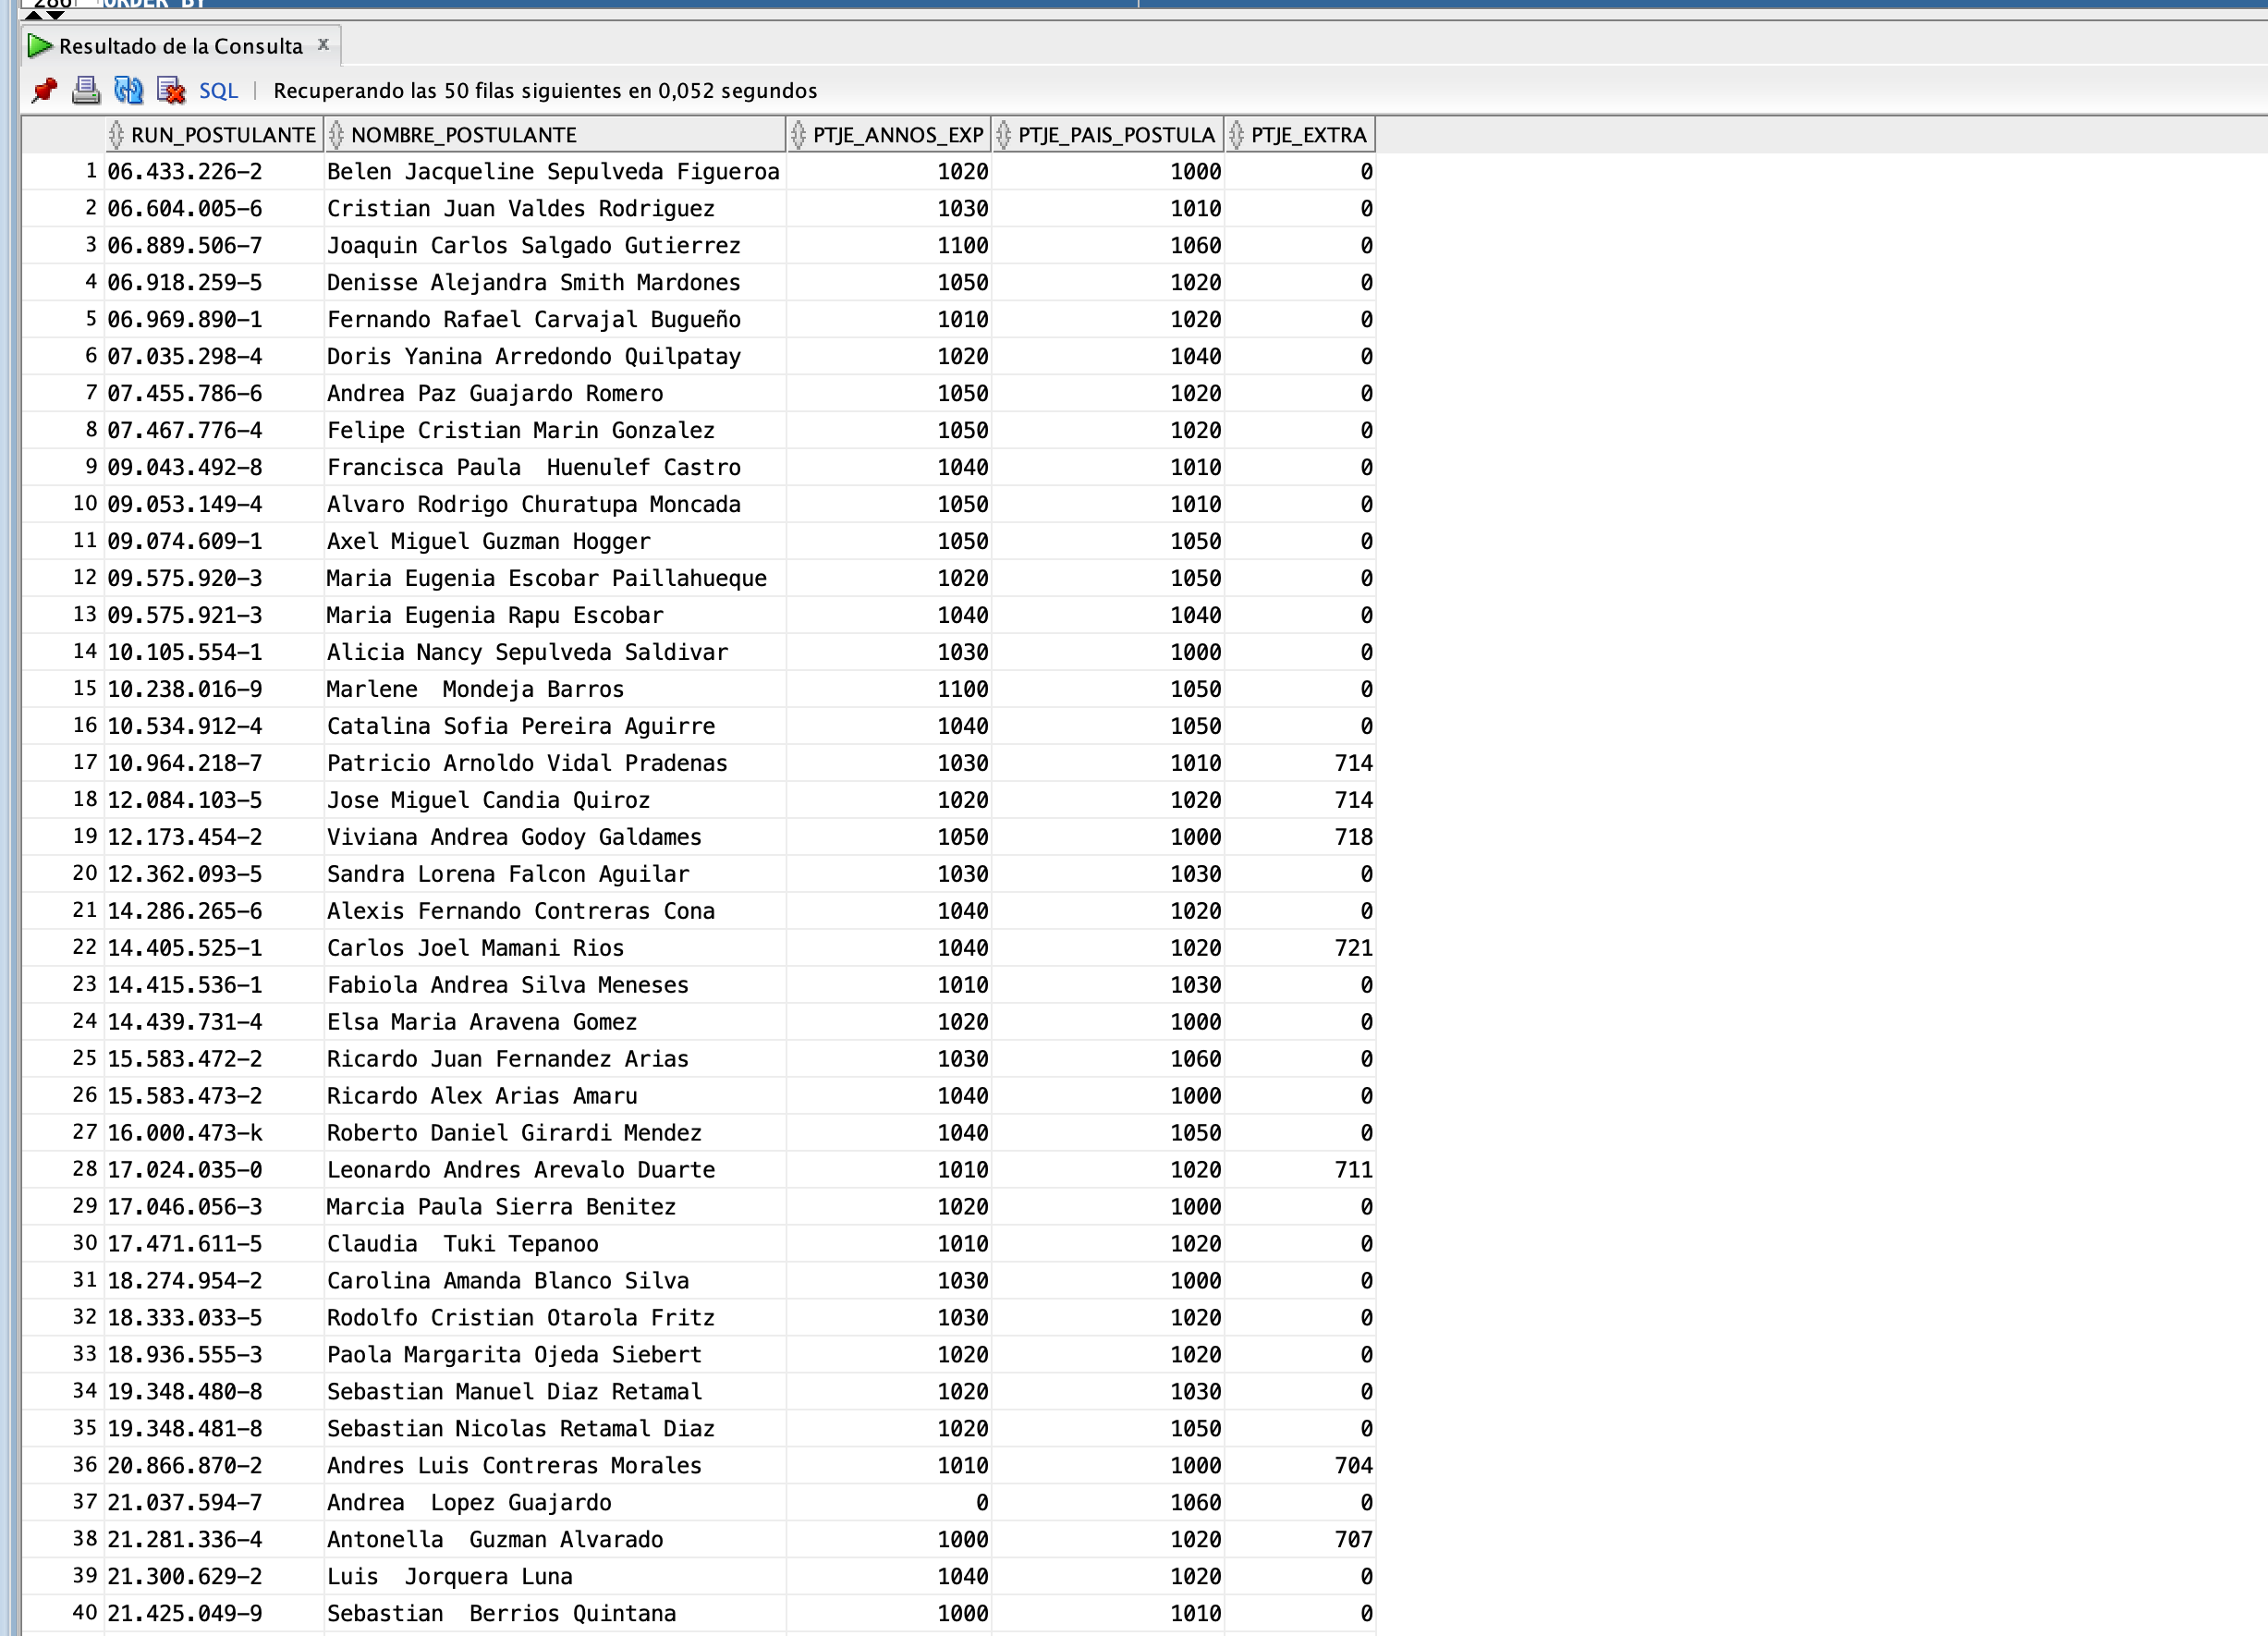 286 ORDER BY
Resultado de la Consulta x
SQL | Recuperando las 50 filas siguientes en 0,052 segundos
RUN_POSTULANTE NOMBRE_POSTULANTE PTJE_ANNOS_EXP PTJE_PAIS_POSTULA PTJE_EXTRA
1 06.433.226-2 Belen Jacqueline Sepulveda Figueroa 1020 1000 0
2 06.604.005-6 Cristian Juan Valdes Rodriguez 1030 1010 0
3 06.889.506-7 Joaquin Carlos Salgado Gutierrez 1100 1060 0
4 06.918.259-5 Denisse Alejandra Smith Mardones 1050 1020 0
5 06.969.890-1 Fernando Rafael Carvajal Bugueño 1010 1020 0
6 07.035.298-4 Doris Yanina Arredondo Quilpatay 1020 1040 0
7 07.455.786-6 Andrea Paz Guajardo Romero 1050 1020 0
8 07.467.776-4 Felipe Cristian Marin Gonzalez 1050 1020 0
9 09.043.492-8 Francisca Paula  Huenulef Castro 1040 1010 0
10 09.053.149-4 Alvaro Rodrigo Churatupa Moncada 1050 1010 0
11 09.074.609-1 Axel Miguel Guzman Hogger 1050 1050 0
12 09.575.920-3 Maria Eugenia Escobar Paillahueque 1020 1050 0
13 09.575.921-3 Maria Eugenia Rapu Escobar 1040 1040 0
14 10.105.554-1 Alicia Nancy Sepulveda Saldivar 1030 1000 0
15 10.238.016-9 Marlene  Mondeja Barros 1100 1050 0
16 10.534.912-4 Catalina Sofia Pereira Aguirre 1040 1050 0
17 10.964.218-7 Patricio Arnoldo Vidal Pradenas 1030 1010 714
18 12.084.103-5 Jose Miguel Candia Quiroz 1020 1020 714
19 12.173.454-2 Viviana Andrea Godoy Galdames 1050 1000 718
20 12.362.093-5 Sandra Lorena Falcon Aguilar 1030 1030 0
21 14.286.265-6 Alexis Fernando Contreras Cona 1040 1020 0
22 14.405.525-1 Carlos Joel Mamani Rios 1040 1020 721
23 14.415.536-1 Fabiola Andrea Silva Meneses 1010 1030 0
24 14.439.731-4 Elsa Maria Aravena Gomez 1020 1000 0
25 15.583.472-2 Ricardo Juan Fernandez Arias 1030 1060 0
26 15.583.473-2 Ricardo Alex Arias Amaru 1040 1000 0
27 16.000.473-k Roberto Daniel Girardi Mendez 1040 1050 0
28 17.024.035-0 Leonardo Andres Arevalo Duarte 1010 1020 711
29 17.046.056-3 Marcia Paula Sierra Benitez 1020 1000 0
30 17.471.611-5 Claudia  Tuki Tepanoo 1010 1020 0
31 18.274.954-2 Carolina Amanda Blanco Silva 1030 1000 0
32 18.333.033-5 Rodolfo Cristian Otarola Fritz 1030 1020 0
33 18.936.555-3 Paola Margarita Ojeda Siebert 1020 1020 0
34 19.348.480-8 Sebastian Manuel Diaz Retamal 1020 1030 0
35 19.348.481-8 Sebastian Nicolas Retamal Diaz 1020 1050 0
36 20.866.870-2 Andres Luis Contreras Morales 1010 1000 704
37 21.037.594-7 Andrea  Lopez Guajardo 0 1060 0
38 21.281.336-4 Antonella  Guzman Alvarado 1000 1020 707
39 21.300.629-2 Luis  Jorquera Luna 1040 1020 0
40 21.425.049-9 Sebastian  Berrios Quintana 1000 1010 0